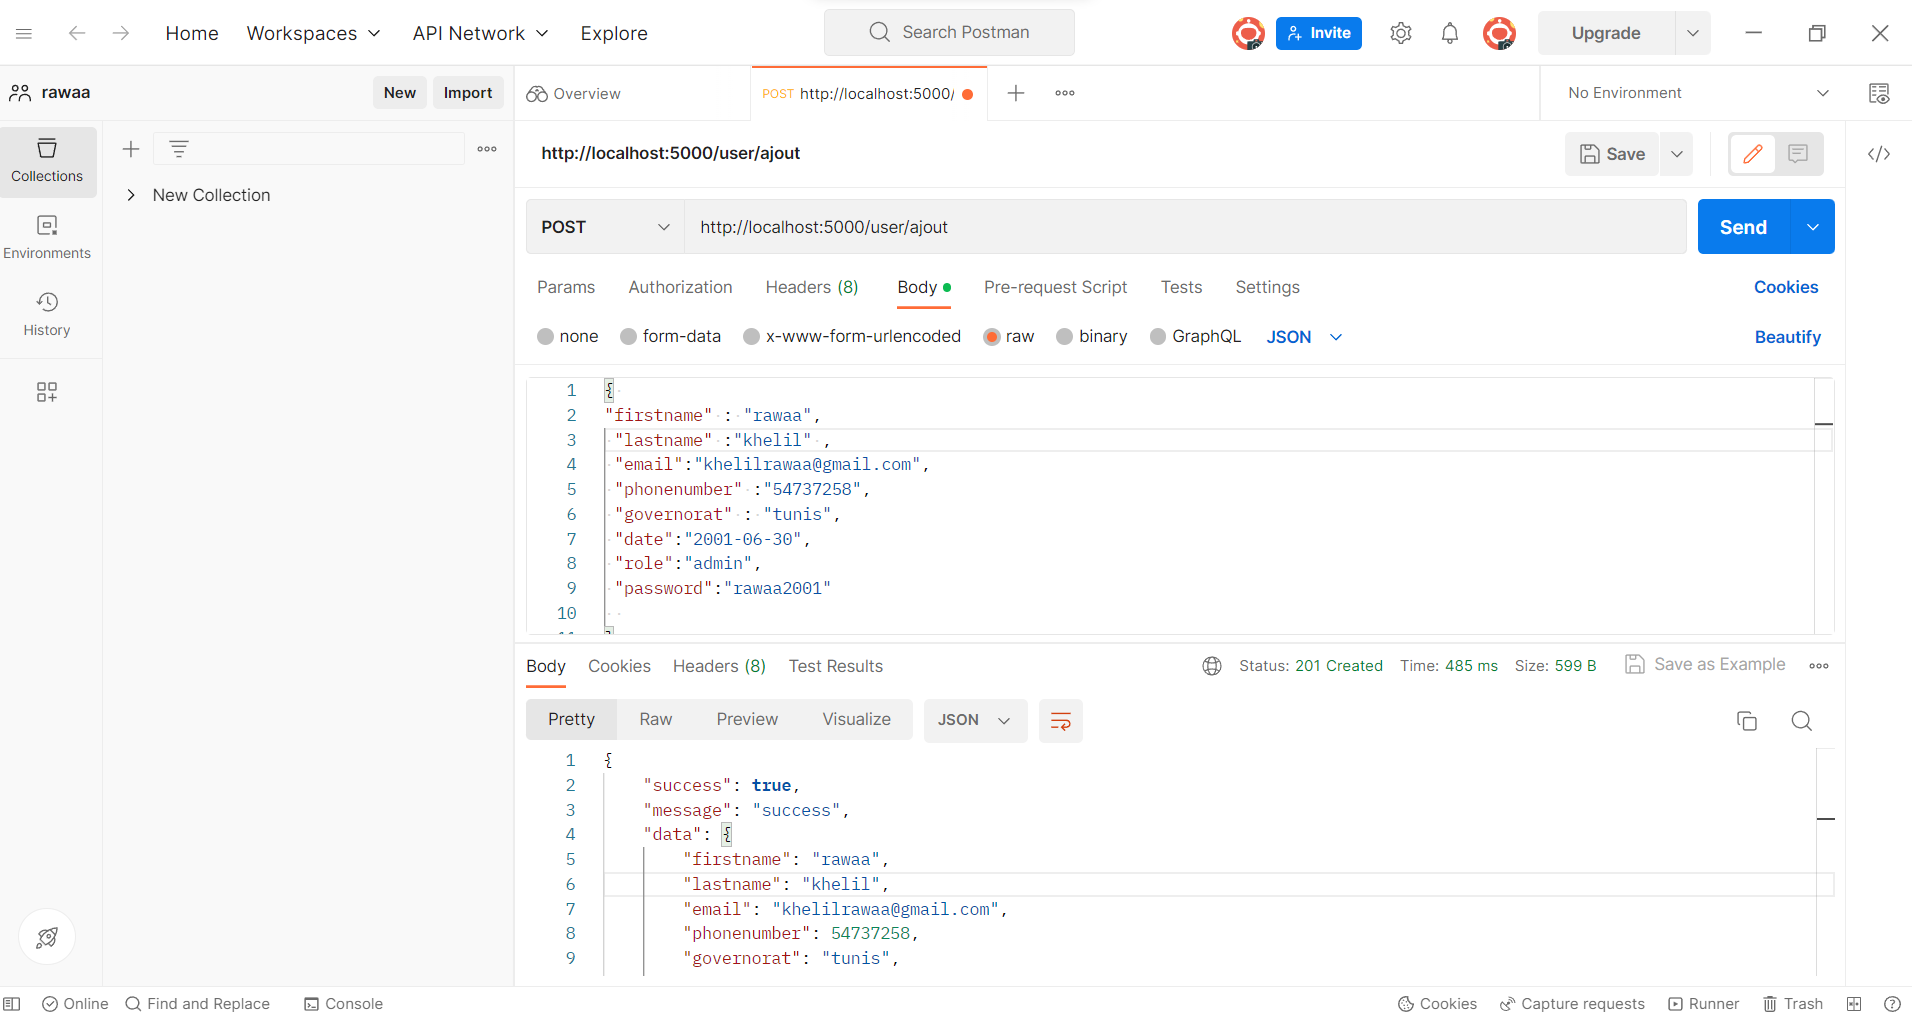 Home Workspaces API Network Explore Search Postman Invite Upgrade
rawaa New Import Overview POST http://localhost:5000/ No Environment
Collections
Environments
History
New Collection
http://localhost:5000/user/ajout Save
POST http://localhost:5000/user/ajout Send
Params Authorization Headers (8) Body Pre-request Script Tests Settings Cookies
none form-data x-www-form-urlencoded raw binary GraphQL JSON Beautify
1 {
2 "firstname" : "rawaa",
3 "lastname" :"khelil" ,
4 "email":"khelilrawaa@gmail.com",
5 "phonenumber" :"54737258",
6 "governorat" : "tunis",
7 "date":"2001-06-30",
8 "role":"admin",
9 "password":"rawaa2001"
10
Body Cookies Headers (8) Test Results Status: 201 Created Time: 485 ms Size: 599 B Save as Example
Pretty Raw Preview Visualize JSON
1 {
2 "success": true,
3 "message": "success",
4 "data": {
5 "firstname": "rawaa",
6 "lastname": "khelil",
7 "email": "khelilrawaa@gmail.com",
8 "phonenumber": 54737258,
9 "governorat": "tunis",
Online Find and Replace Console Cookies Capture requests Runner Trash